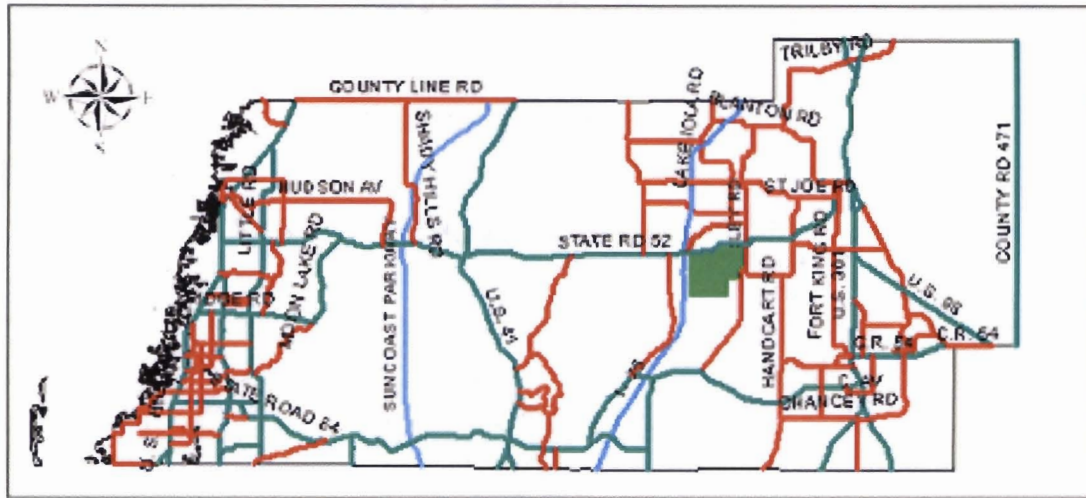 N
W E
TRILBY RD
COUNTY LINE RD
LAKE IOLA RD
BLANTON RD
SHADY HILLS RD
COUNTY RD 471
HUDSON AV
ST JOE RD
LITTLE RD
STATE RD 52
MOON LAKE RD
SUNCOAST PARKWAY
U.S. 41
HANDCART RD
FORT KING RD
U.S. 301
U.S. 98
C.R. 54
C.R. 54
I-75
C AV
CHANCEY RD
STATE ROAD 54
U.S.